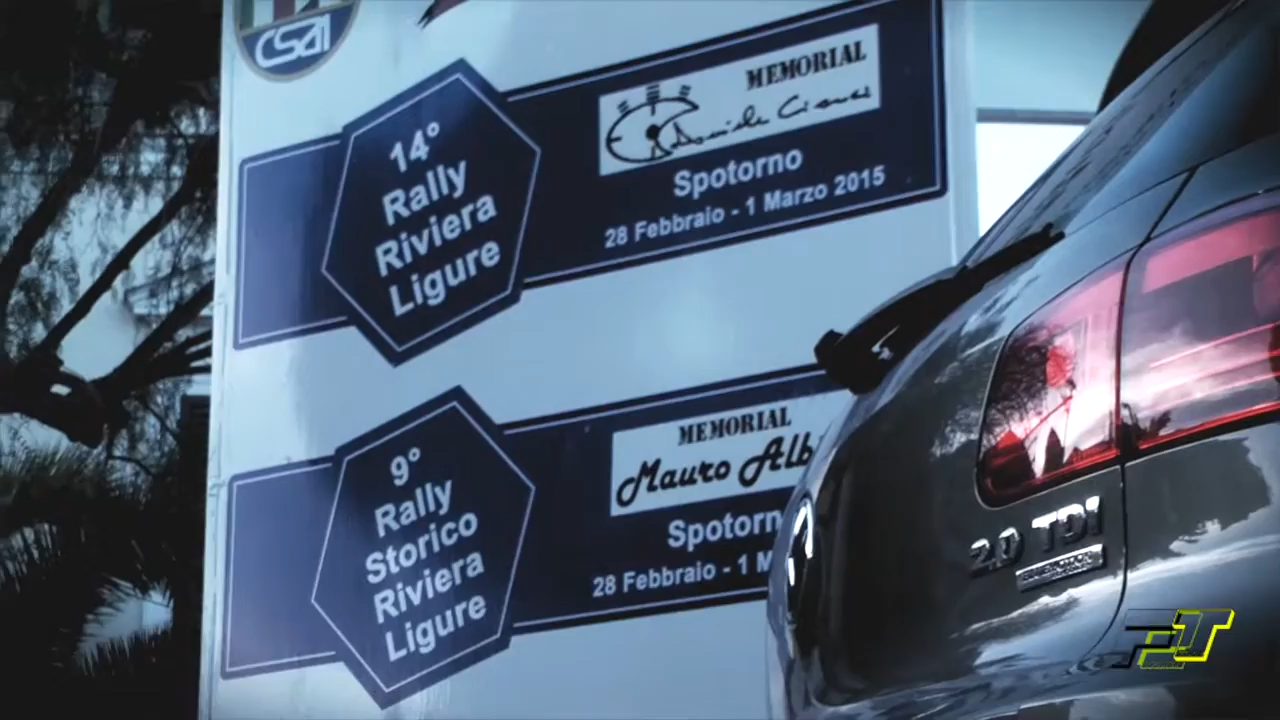 CSAI
14°
Rally
Riviera
Ligure
MEMORIAL
Spotorno
28 Febbraio - 1 Marzo 2015
9°
Rally
Storico
Riviera
Ligure
MEMORIAL
Mauro Alb
Spotorn
28 Febbraio - 1 M
2.0 TDI